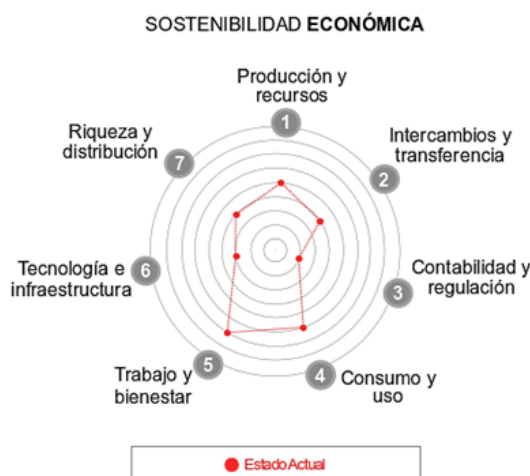 SOSTENIBILIDAD ECONÓMICA
Producción y
recursos
1
Intercambios y
transferencia
2
Contabilidad y
regulación
3
Consumo y
uso
4
Trabajo y
bienestar
5
Tecnología e
infraestructura
6
Riqueza y
distribución
7
Estado Actual